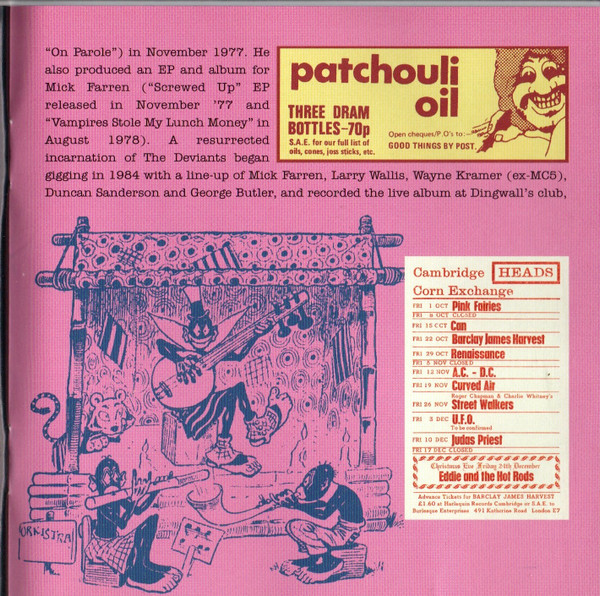 "On Parole") in November 1977. He
also produced an EP and album for
Mick Farren ("Screwed Up" EP
released in November '77 and
"Vampires Stole My Lunch Money" in
August 1978). A resurrected
incarnation of The Deviants began
gigging in 1984 with a line-up of Mick Farren, Larry Wallis, Wayne Kramer (ex-MC5),
Duncan Sanderson and George Butler, and recorded the live album at Dingwall's club,
patchouli
oil
THREE DRAM
BOTTLES-70p
S.A.E. for our full list of
oils, cones, joss sticks, etc.
Open cheques/P.O's to:
GOOD THINGS BY POST.
Cambridge HEADS
Corn Exchange
FRI 1 OCT Pink Fairies
FRI 8 OCT CLOSED
FRI 15 OCT Can
FRI 22 OCT Barclay James Harvest
FRI 29 OCT Renaissance
FRI 5 NOV CLOSED
FRI 12 NOV A.C. - D.C.
FRI 19 NOV Curved Air
Roger Chapman & Charlie Whitney's
FRI 26 NOV Street Walkers
FRI 3 DEC U.F.O.
To be confirmed
FRI 10 DEC Judas Priest
FRI 17 DEC CLOSED
Christmas Eve Friday 24th December
Eddie and the Hot Rods
Advance Tickets for BARCLAY JAMES HARVEST
£1.60 at Harlequin Records Cambridge or S.A.E. to
Burlesque Enterprises 491 Katherine Road London E7
ORKISTRA